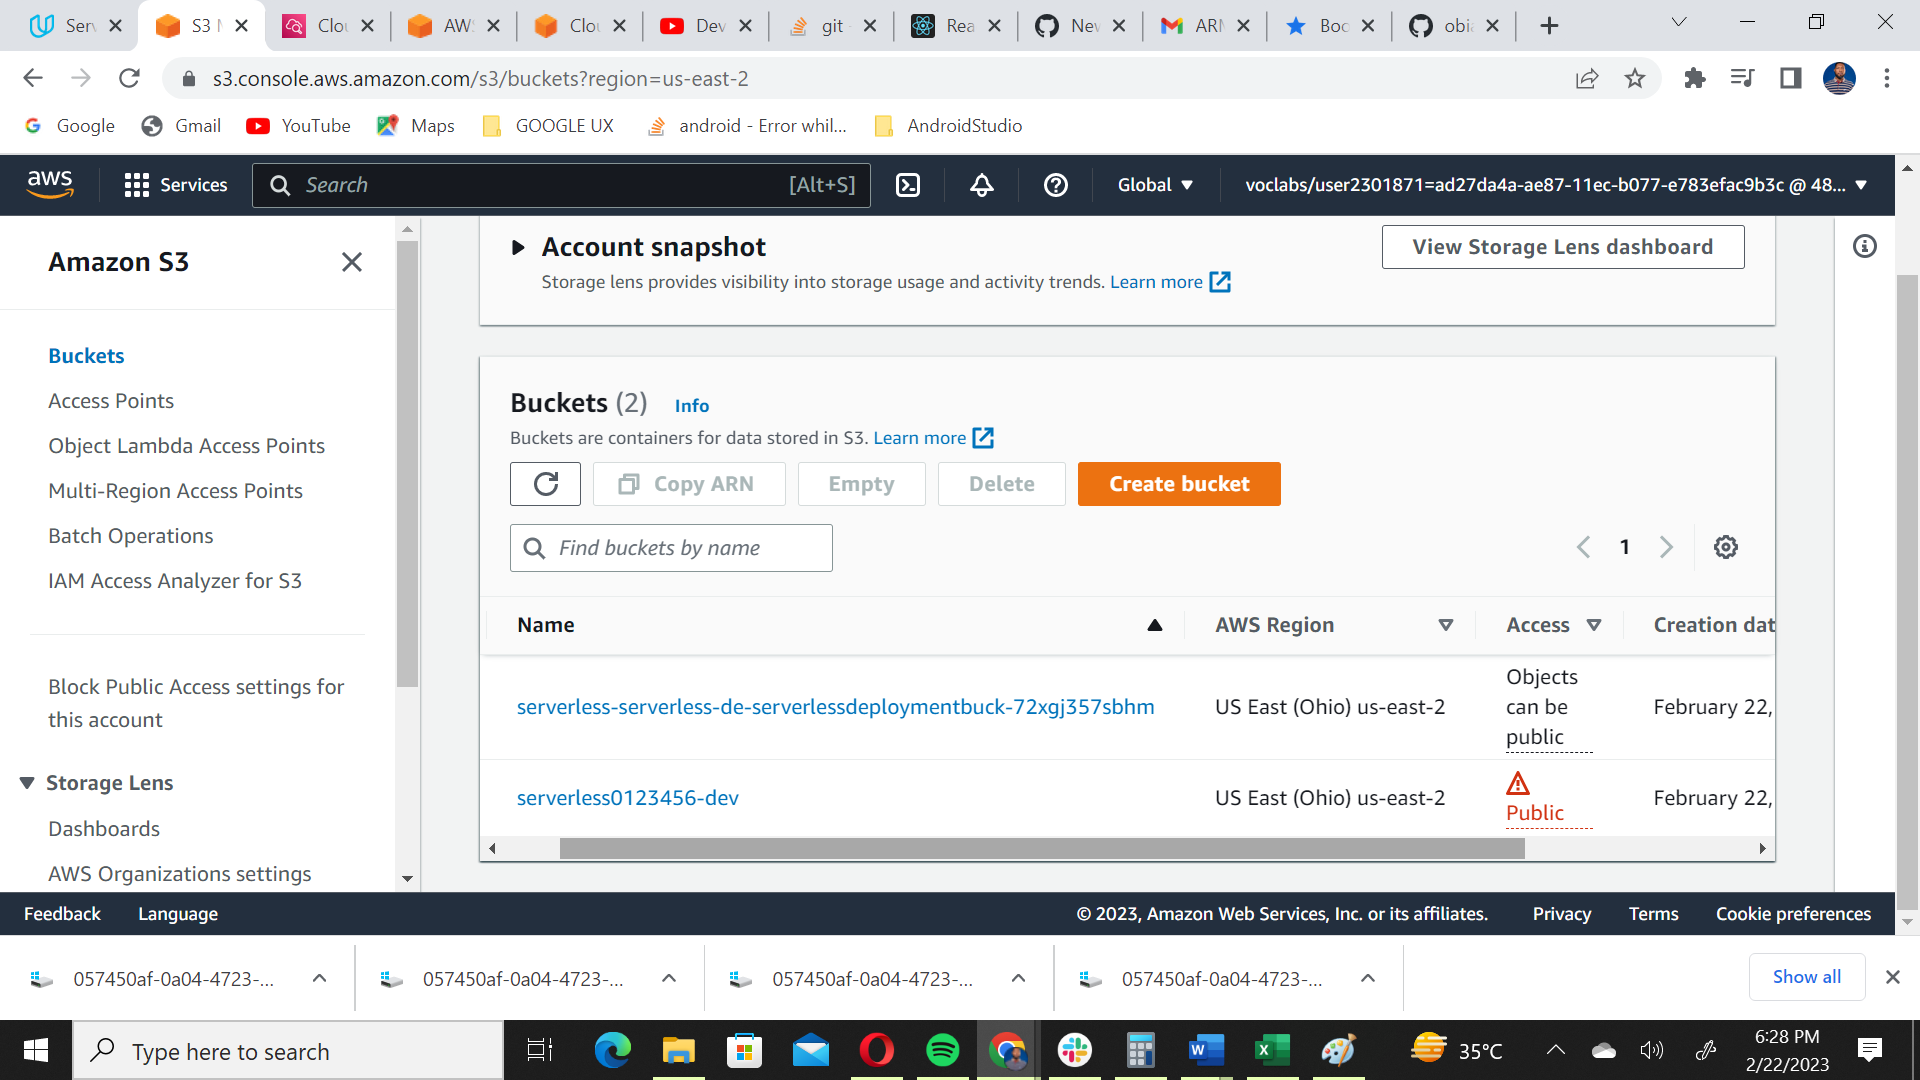 Serv
S3 M
Clou
AWS
Clou
Dev
git -
Rea
New
ARN
Boo
obia
s3.console.aws.amazon.com/s3/buckets?region=us-east-2
Google
Gmail
YouTube
Maps
GOOGLE UX
android - Error whil...
AndroidStudio
aws
Services
Search
[Alt+S]
Global
voclabs/user2301871=ad27da4a-ae87-11ec-b077-e783efac9b3c @ 48...
Amazon S3
Buckets
Access Points
Object Lambda Access Points
Multi-Region Access Points
Batch Operations
IAM Access Analyzer for S3
Block Public Access settings for
this account
Storage Lens
Dashboards
AWS Organizations settings
Account snapshot
View Storage Lens dashboard
Storage lens provides visibility into storage usage and activity trends. Learn more
Buckets (2) Info
Buckets are containers for data stored in S3. Learn more
Copy ARN
Empty
Delete
Create bucket
Find buckets by name
1
Name
AWS Region
Access
Creation dat
serverless-serverless-de-serverlessdeploymentbuck-72xgj357sbhm
US East (Ohio) us-east-2
Objects
can be
public
February 22,
serverless0123456-dev
US East (Ohio) us-east-2
Public
February 22,
Feedback
Language
© 2023, Amazon Web Services, Inc. or its affiliates.
Privacy
Terms
Cookie preferences
057450af-0a04-4723-...
057450af-0a04-4723-...
057450af-0a04-4723-...
057450af-0a04-4723-...
Show all
Type here to search
35°C
6:28 PM
2/22/2023